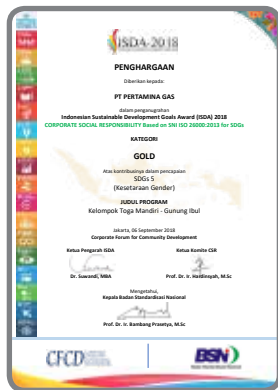 ISDA-2018
PENGHARGAAN
Diberikan kepada:
PT PERTAMINA GAS
dalam penganugrahan
Indonesian Sustainable Development Goals Award (ISDA) 2018
CORPORATE SOCIAL RESPONSIBILITY Based on SNI ISO 26000:2013 for SDGs
KATEGORI
GOLD
Atas kontribusinya dalam pencapaian
SDGs 5
(Kesetaraan Gender)
JUDUL PROGRAM
Kelompok Toga Mandiri - Gunung Ibul
Jakarta, 06 September 2018
Corporate Forum for Community Development
Ketua Pengarah ISDA
Ketua Komite CSR
Dr. Suwandi, MBA
Prof. Dr. Ir. Hardinsyah, M.Sc
Mengetahui,
Kepala Badan Standardisasi Nasional
Prof. Dr. Ir. Bambang Prasetya, M.Sc
CFCD
BSN